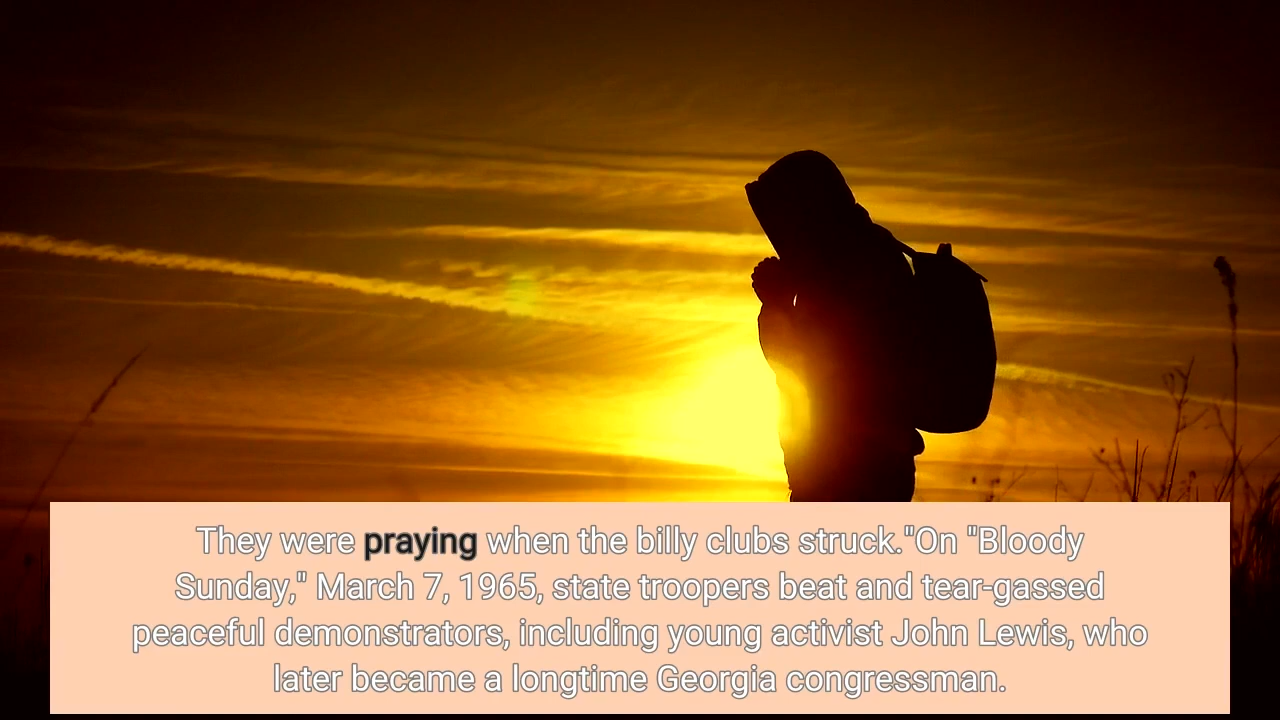 They were praying when the billy clubs struck."On "Bloody
Sunday," March 7, 1965, state troopers beat and tear-gassed
peaceful demonstrators, including young activist John Lewis, who
later became a longtime Georgia congressman.